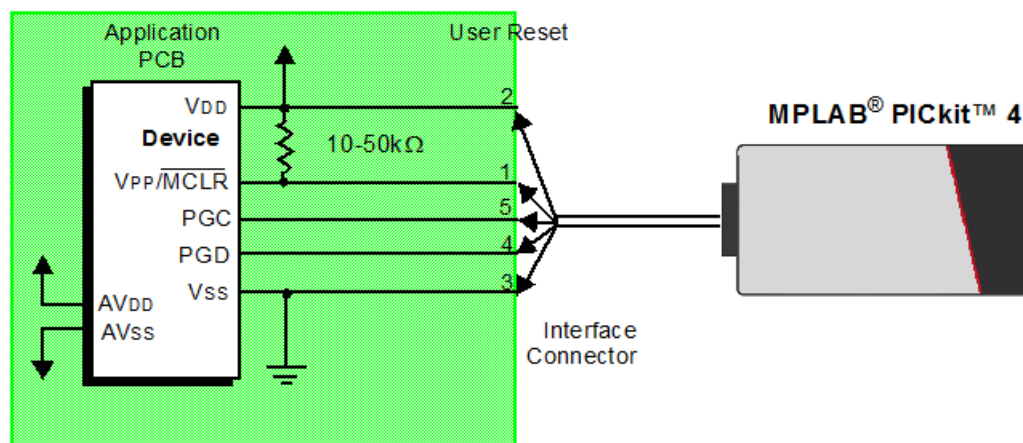 Application
PCB
User Reset
VDD
2
MPLAB® PICkit™ 4
Device
10-50kΩ
VPP/MCLR
1
PGC
5
PGD
4
VSS
3
AVDD
AVSS
Interface
Connector